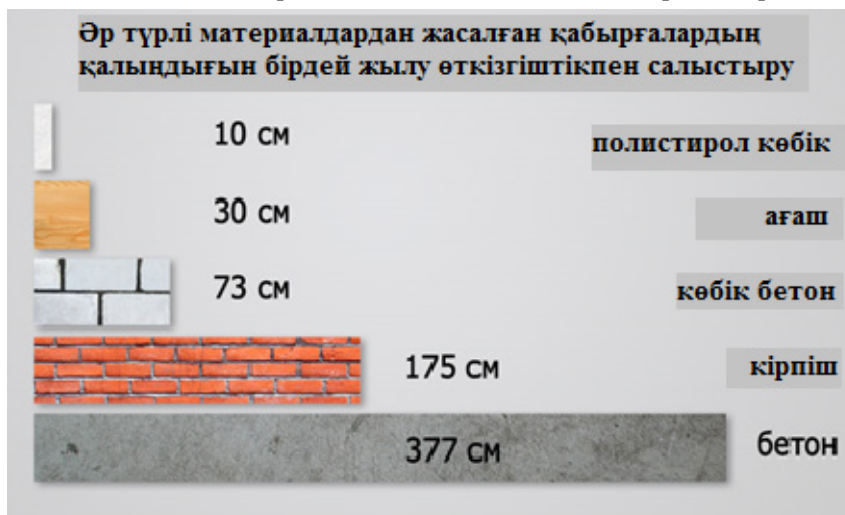 Әр түрлі материалдардан жасалған қабырғалардың
қалыңдығын бірдей жылу өткізгіштікпен салыстыру
10 см
полистирол көбік
30 см
ағаш
73 см
көбік бетон
175 см
кірпіш
377 см
бетон